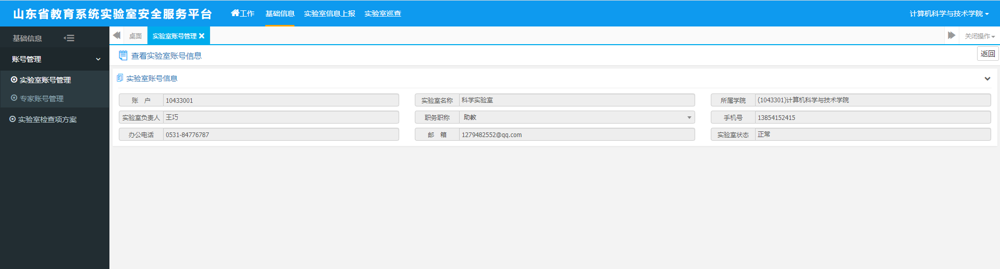 山东省教育系统实验室安全服务平台 工作 基础信息 实验室信息上报 实验室巡查 计算机科学与技术学院
基础信息 桌面 实验室账号管理 关闭操作
账号管理
实验室账号管理
专家账号管理
实验室检查项方案
查看实验室账号信息 返回
实验室账号信息
账 户 10433001 实验室名称 科学实验室 所属学院 (1043301)计算机科学与技术学院
实验室负责人 王巧 职务职称 助教 手机号 13854152415
办公电话 0531-84776787 邮 箱 1279482552@qq.com 实验室状态 正常